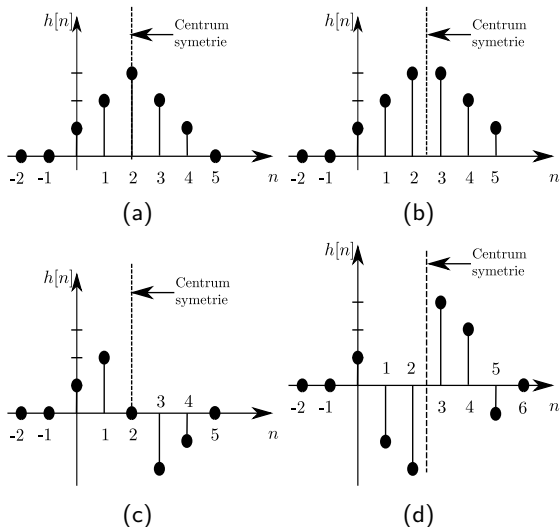 h[n]
Centrum
symetrie
-2 -1 1 2 3 4 5 n
(a)
h[n]
Centrum
symetrie
-2 -1 1 2 3 4 5 n
(b)
h[n]
Centrum
symetrie
3 4
-2 -1 1 2 5 n
(c)
h[n]
Centrum
symetrie
1 2 5
-2 -1 3 4 6 n
(d)